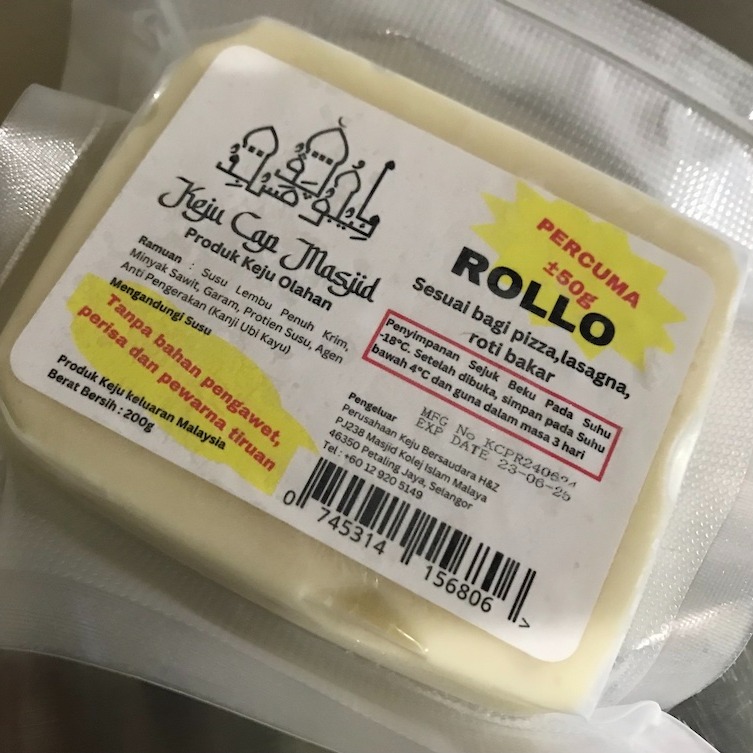 Keju Cap Masjid
Produk Keju Olahan
Ramuan : Susu Lembu Penuh Krim,
Minyak Sawit, Garam, Protien Susu, Agen
Anti Pengerakan (Kanji Ubi Kayu)
Mengandungi Susu
Tanpa bahan pengawet,
perisa dan pewarna tiruan
Produk Keju keluaran Malaysia
Berat Bersih : 200g
PERCUMA
±50g
ROLLO
Sesuai bagi pizza,lasagna,
roti bakar
Penyimpanan Sejuk Beku Pada Suhu
-18°C. Setelah dibuka, simpan pada Suhu
bawah 4°C dan guna dalam masa 3 hari
Pengeluar
Perusahaan Keju Bersaudara H&Z
PJ238 Masjid Kolej Islam Malaya
46350 Petaling Jaya, Selangor
Tel : +60 12 920 5149
MFG No
EXP DATE
0 745314 156806 >